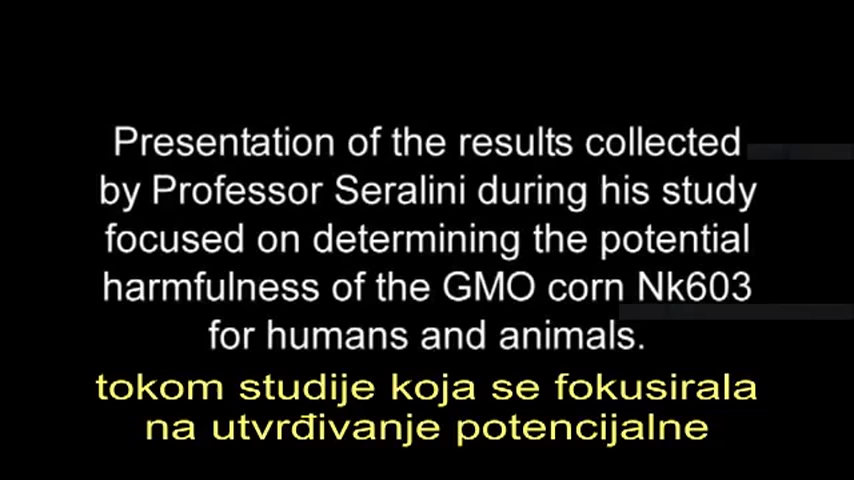 Presentation of the results collected
by Professor Seralini during his study
focused on determining the potential
harmfulness of the GMO corn Nk603
for humans and animals.
tokom studije koja se fokusirala
na utvrđivanje potencijalne